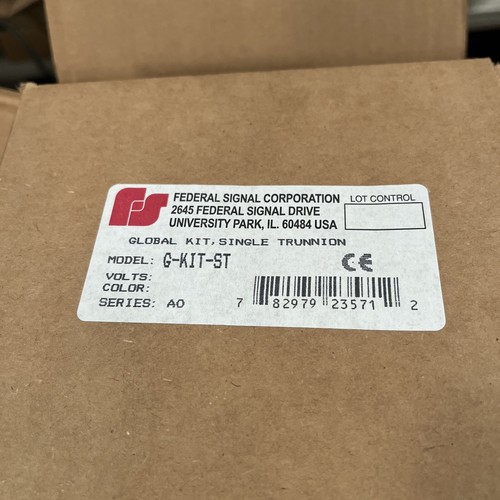 FEDERAL SIGNAL CORPORATION
2645 FEDERAL SIGNAL DRIVE
UNIVERSITY PARK, IL. 60484 USA
LOT CONTROL
GLOBAL KIT, SINGLE TRUNNION
MODEL: G-KIT-ST
CE
VOLTS:
COLOR:
SERIES: A0
7 82979 23571 2